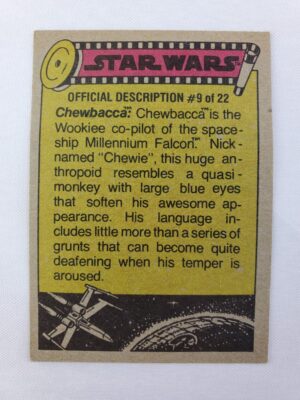 STAR WARS
OFFICIAL DESCRIPTION #9 of 22
Chewbacca:™ Chewbacca™ is the
Wookiee co-pilot of the space-
ship Millennium Falcon.™ Nick-
named "Chewie", this huge an-
thropoid resembles a quasi-
monkey with large blue eyes
that soften his awesome ap-
pearance. His language in-
cludes little more than a series of
grunts that can become quite
deafening when his temper is
aroused.